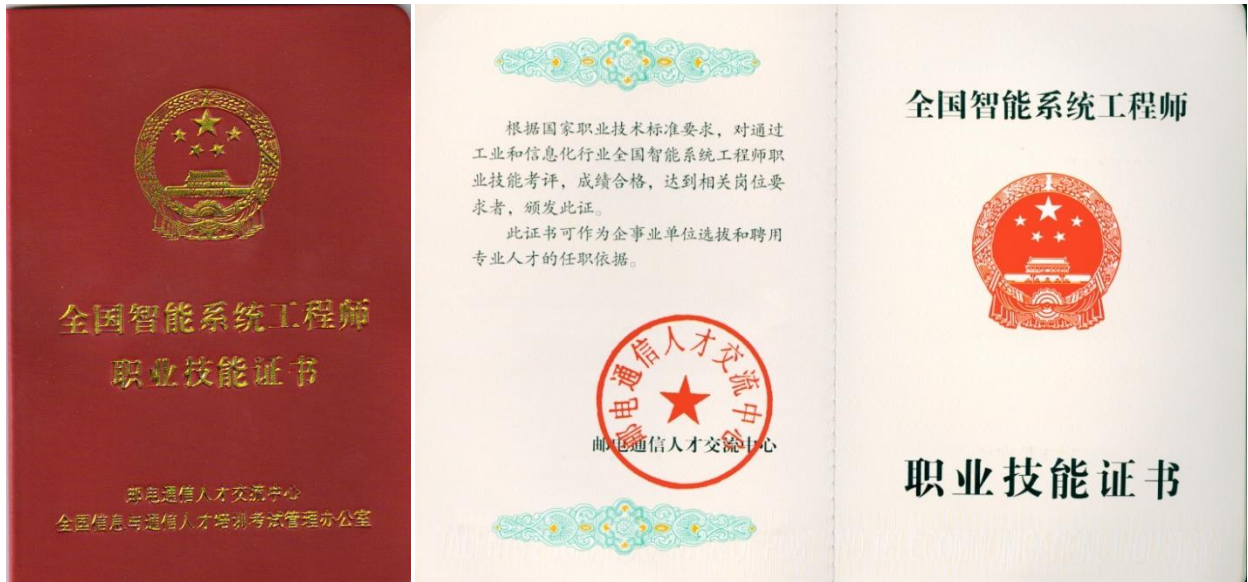 全国智能系统工程师
职业技能证书
邮电通信人才交流中心
全国信息与通信人才培训考试管理办公室
根据国家职业技术标准要求，对通过
工业和信息化行业全国智能系统工程师职
业技能考评，成绩合格，达到相关岗位要
求者，颁发此证。
此证书可作为企事业单位选拔和聘用
专业人才的任职依据。
邮电通信人才交流中心
邮电通信人才交流中心
全国智能系统工程师
职业技能证书